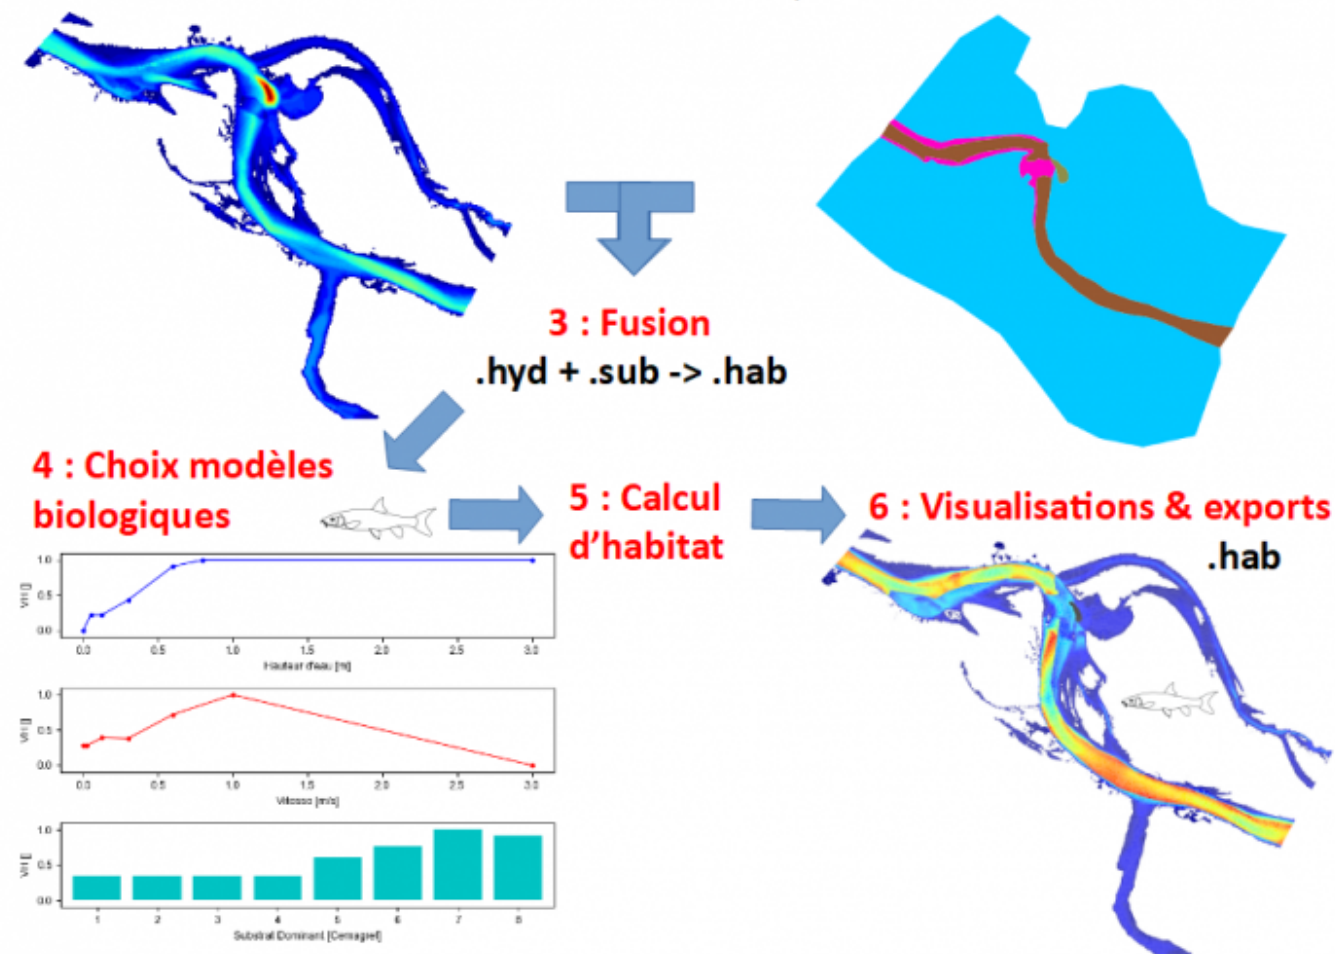 3 : Fusion
.hyd + .sub -> .hab
4 : Choix modèles
biologiques
5 : Calcul
d’habitat
6 : Visualisations & exports
.hab
1.0
0.5
0.0
VH []
0.0 0.5 1.0 1.5 2.0 2.5 3.0
Hauteur d'eau [m]
1.0
0.5
0.0
VH []
0.0 0.5 1.0 1.5 2.0 2.5 3.0
Vitesse [m/s]
1.0
0.5
0.0
VH []
1 2 3 4 5 6 7 8
Substrat Dominant [Cemagref]